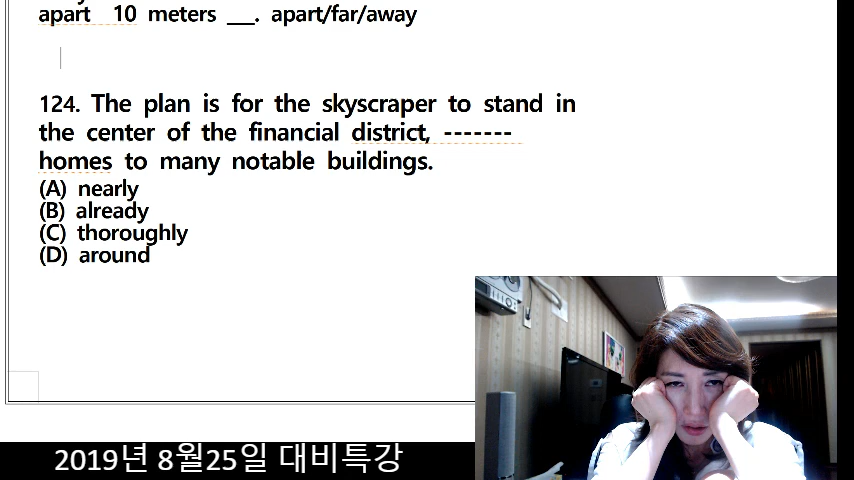 apart 10 meters __. apart/far/away
124. The plan is for the skyscraper to stand in
the center of the financial district, -------
homes to many notable buildings.
(A) nearly
(B) already
(C) thoroughly
(D) around
2019년 8월25일 대비특강